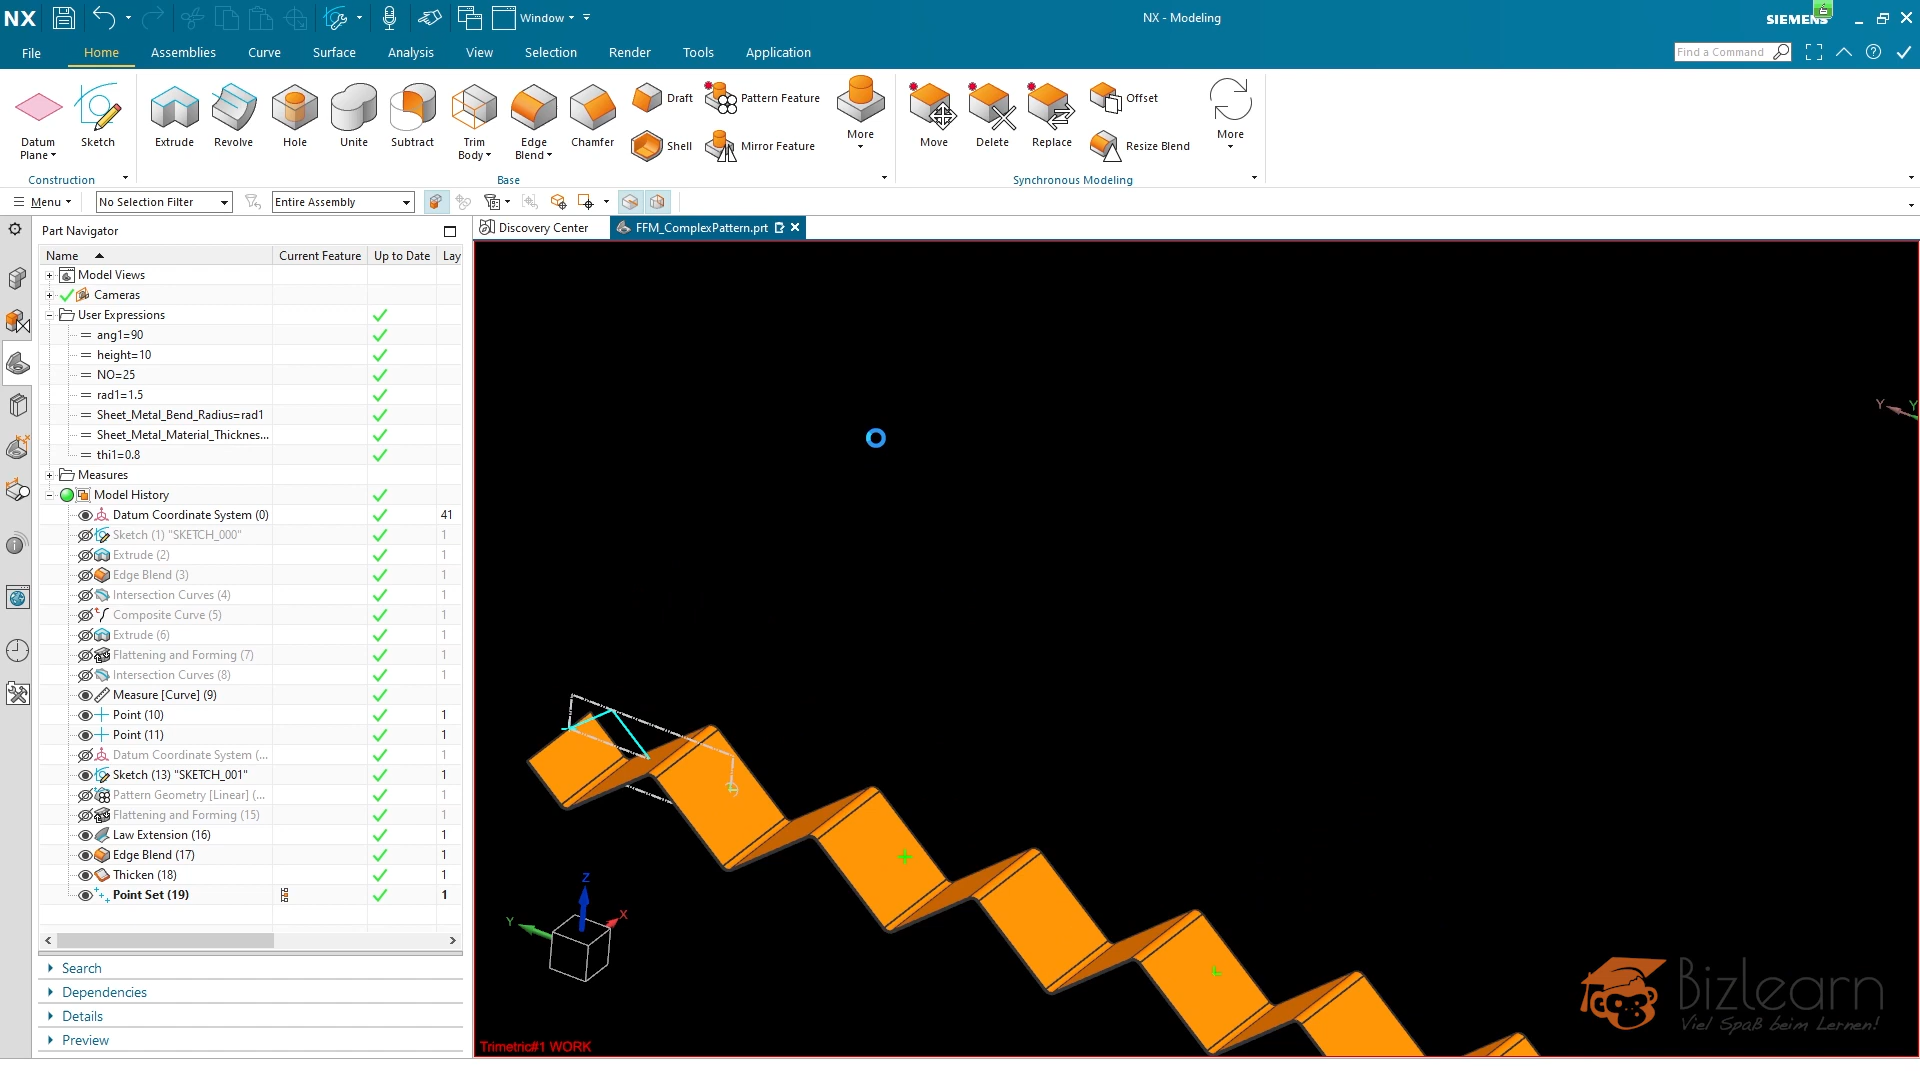 NX
Window
NX - Modeling
SIEMENS
File
Home
Assemblies
Curve
Surface
Analysis
View
Selection
Render
Tools
Application
Find a Command
Datum Plane
Sketch
Extrude
Revolve
Hole
Unite
Subtract
Trim Body
Edge Blend
Chamfer
Draft
Shell
Pattern Feature
Mirror Feature
More
Move
Delete
Replace
Offset
Resize Blend
More
Construction
Base
Synchronous Modeling
Menu
No Selection Filter
Entire Assembly
Part Navigator
Discovery Center
FFM_ComplexPattern.prt
Name Current Feature Up to Date Lay
Model Views
Cameras
User Expressions
ang1=90
height=10
NO=25
rad1=1.5
Sheet_Metal_Bend_Radius=rad1
Sheet_Metal_Material_Thicknes...
thi1=0.8
Measures
Model History
Datum Coordinate System (0) 41
Sketch (1) "SKETCH_000" 1
Extrude (2) 1
Edge Blend (3) 1
Intersection Curves (4) 1
Composite Curve (5) 1
Extrude (6) 1
Flattening and Forming (7) 1
Intersection Curves (8) 1
Measure [Curve] (9)
Point (10) 1
Point (11) 1
Datum Coordinate System (... 1
Sketch (13) "SKETCH_001" 1
Pattern Geometry [Linear] (... 1
Flattening and Forming (15) 1
Law Extension (16) 1
Edge Blend (17) 1
Thicken (18) 1
Point Set (19) 1
Search
Dependencies
Details
Preview
Y Y
Z
Y
X
Trimetric#1 WORK
Bizlearn
Viel Spaß beim Lernen!